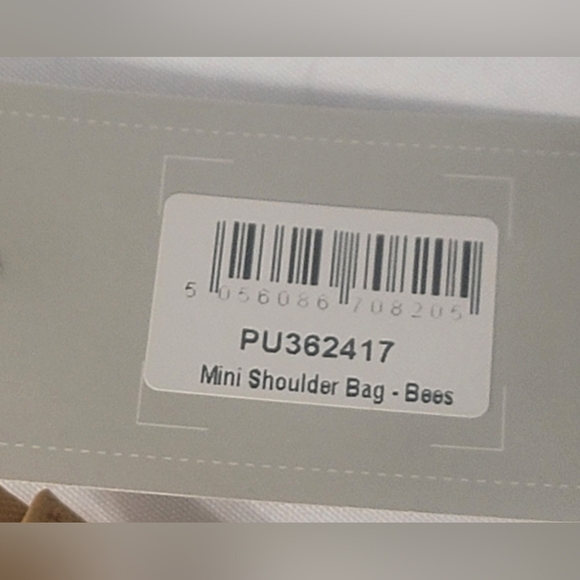 5 056086 708205
PU362417
Mini Shoulder Bag - Bees